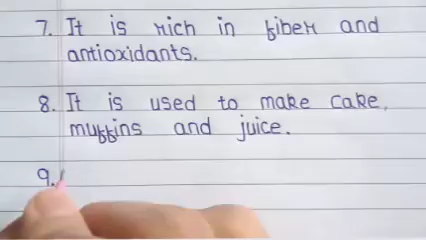 7. It is rich in fiber and
antioxidants.
8. It is used to make cake,
muffins and juice.
9.